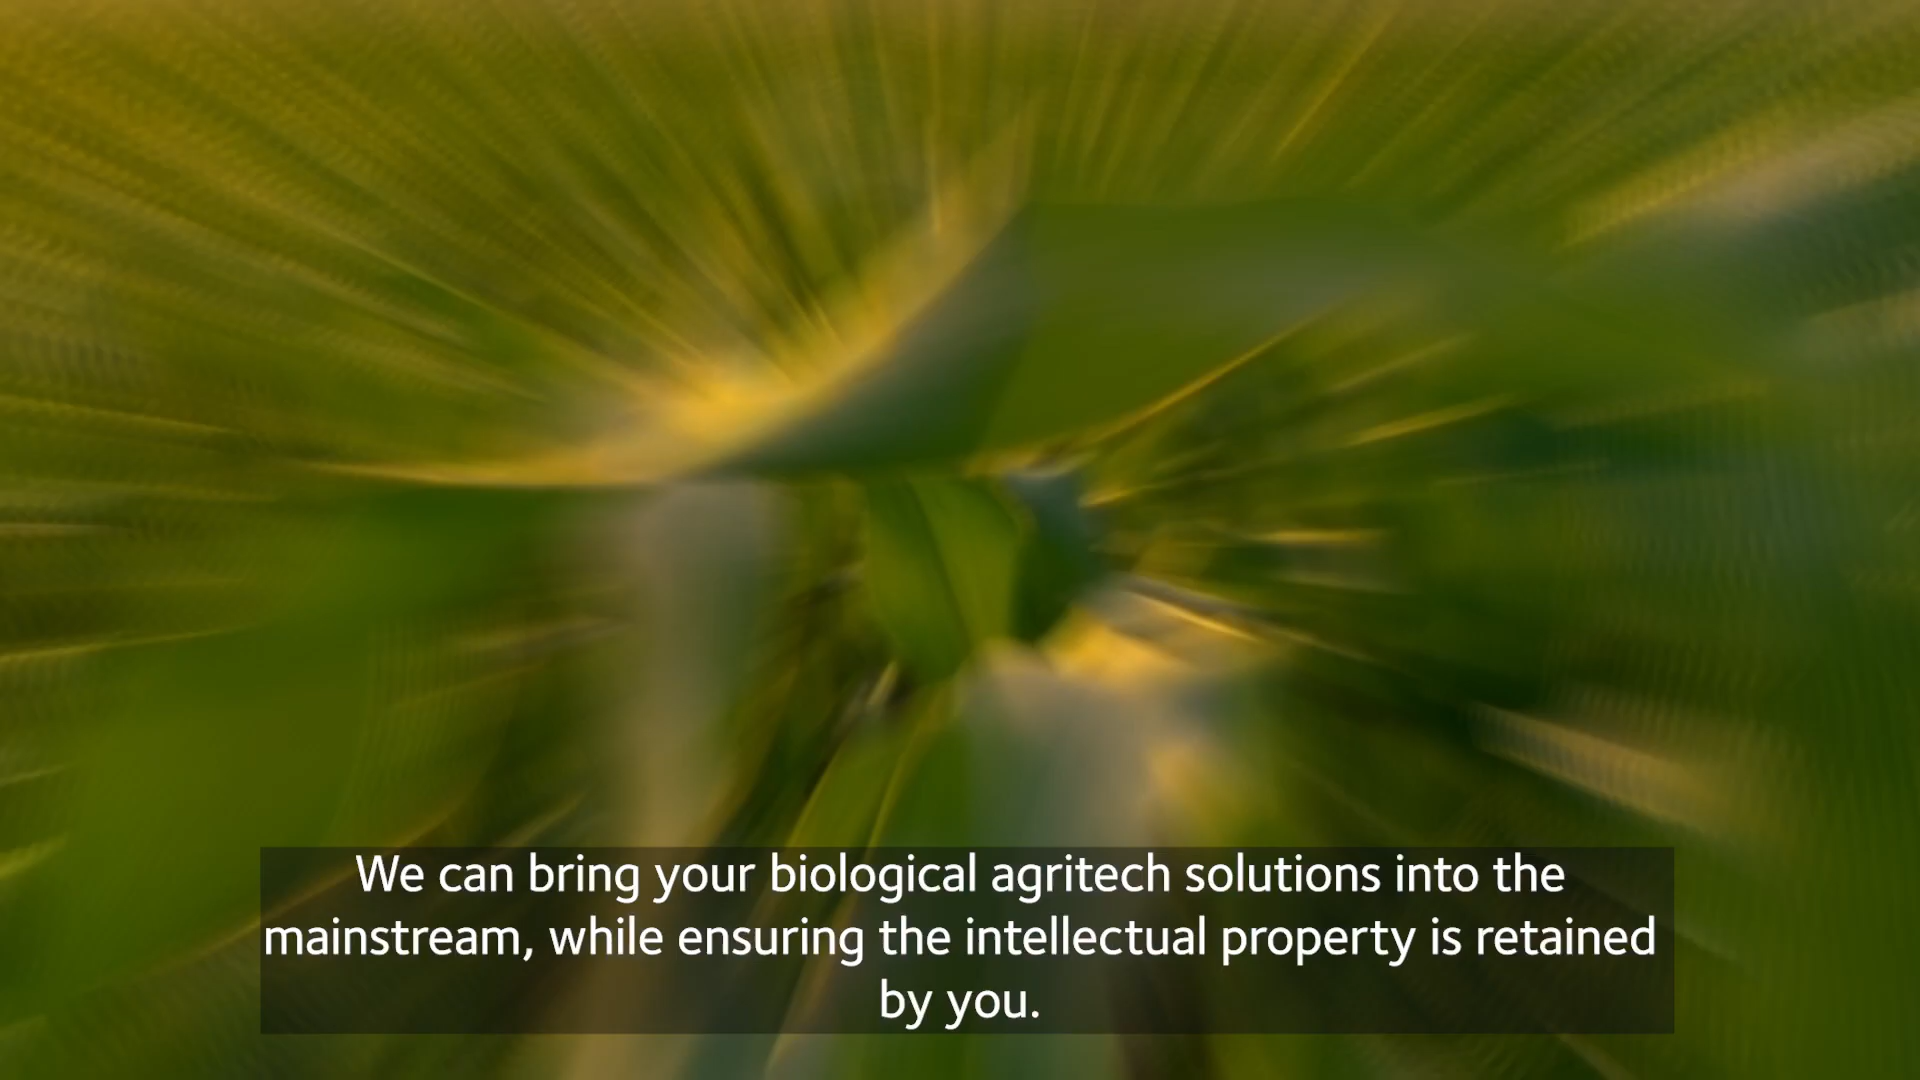 We can bring your biological agritech solutions into the
mainstream, while ensuring the intellectual property is retained
by you.